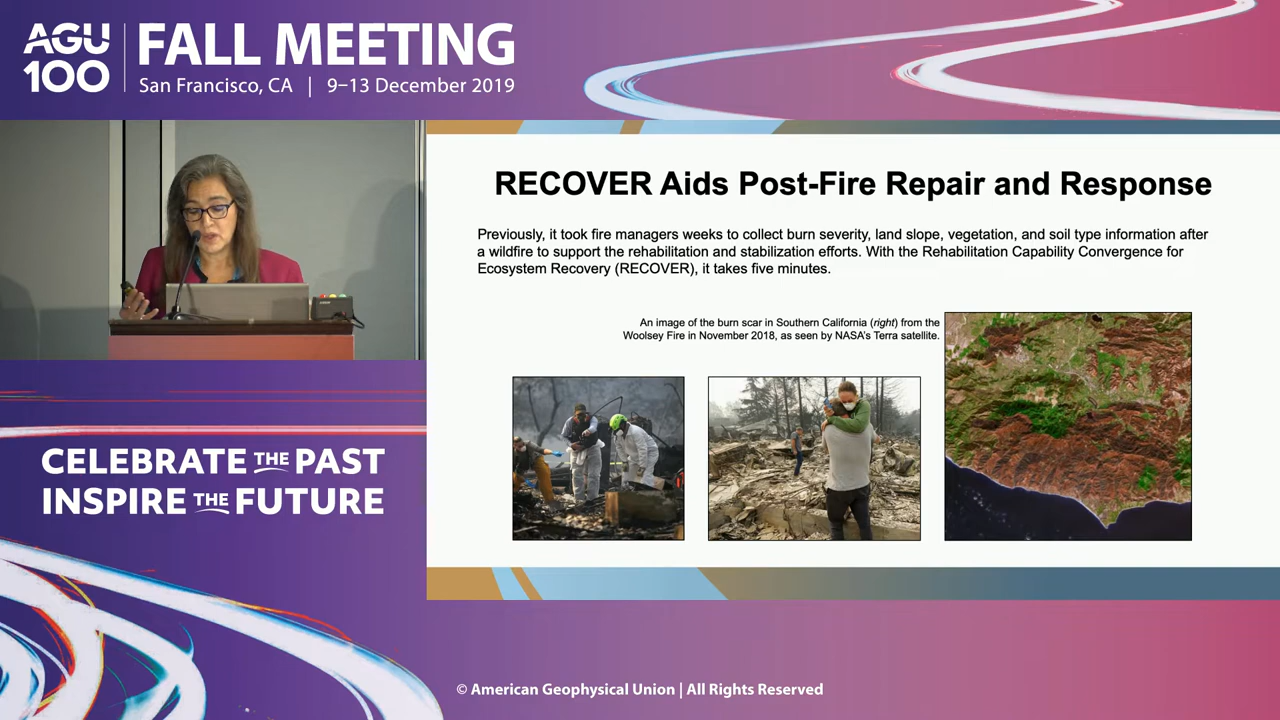 AGU
100
FALL MEETING
San Francisco, CA | 9–13 December 2019
RECOVER Aids Post-Fire Repair and Response
Previously, it took fire managers weeks to collect burn severity, land slope, vegetation, and soil type information after
a wildfire to support the rehabilitation and stabilization efforts. With the Rehabilitation Capability Convergence for
Ecosystem Recovery (RECOVER), it takes five minutes.
An image of the burn scar in Southern California (right) from the
Woolsey Fire in November 2018, as seen by NASA's Terra satellite.
CELEBRATE THE PAST
INSPIRE THE FUTURE
© American Geophysical Union | All Rights Reserved